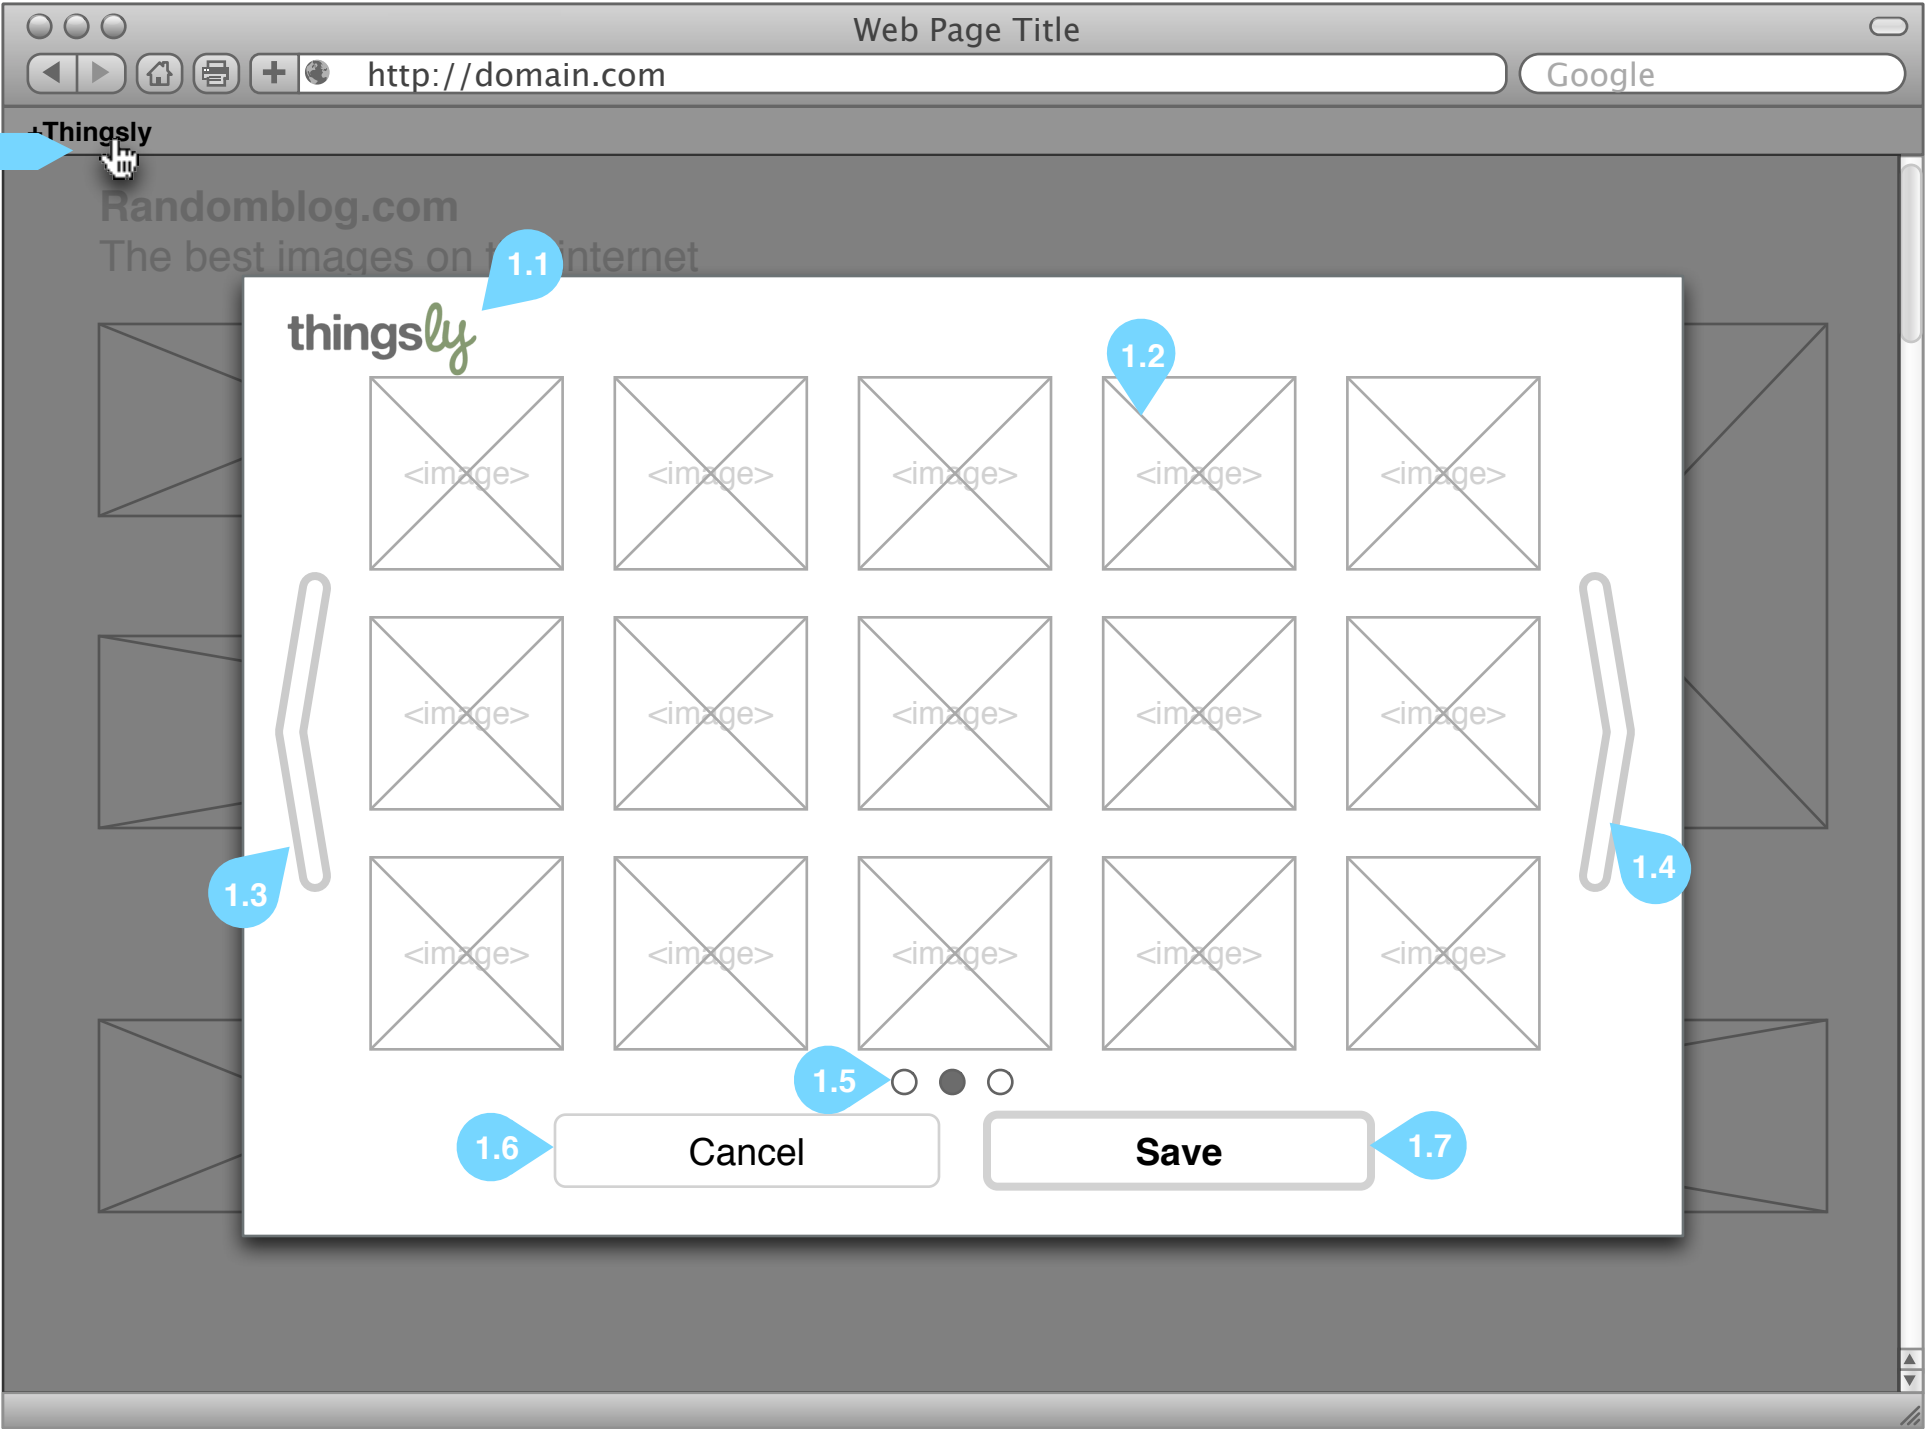 Web Page Title
http://domain.com
Google
+Thingsly
Randomblog.com
The best images on internet
1.1
thingsly
1.2
<image> <image> <image> <image> <image>
<image> <image> <image> <image> <image>
1.3
1.4
<image> <image> <image> <image> <image>
1.5
1.6
Cancel
Save
1.7